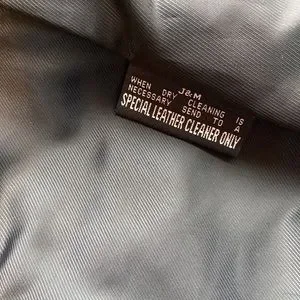 J&M
WHEN DRY CLEANING IS
NECESSARY SEND TO A
SPECIAL LEATHER CLEANER ONLY